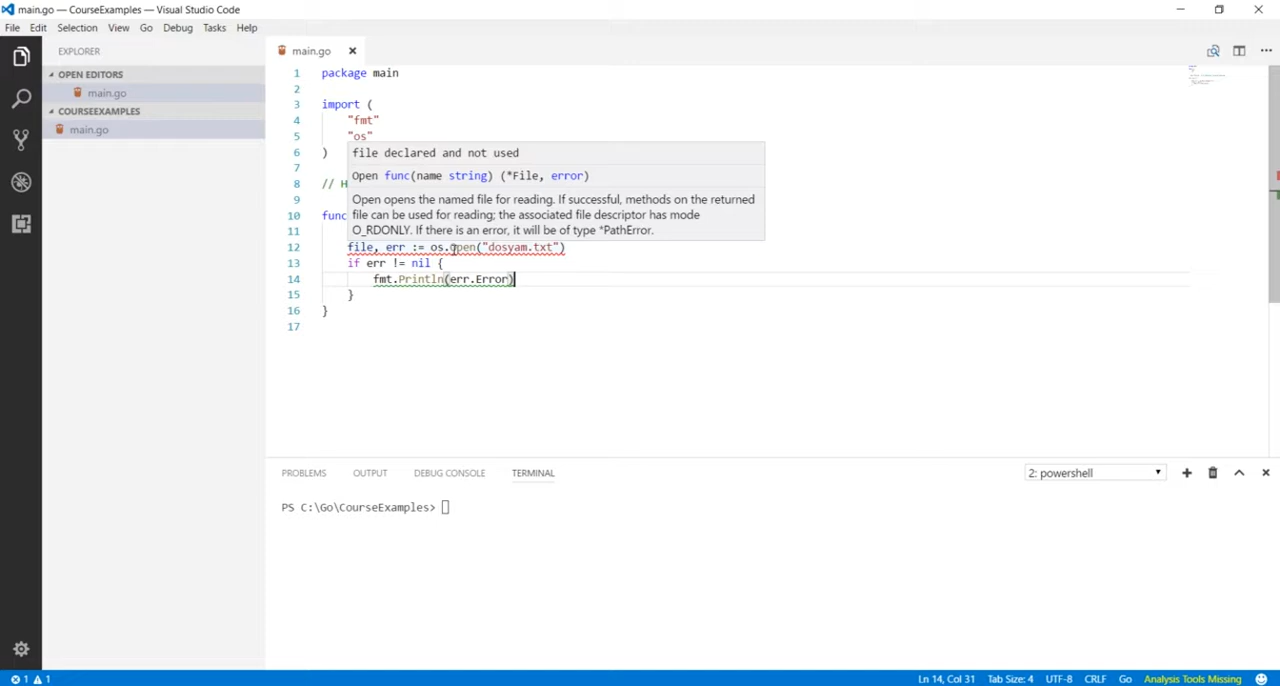 main.go — CourseExamples — Visual Studio Code
File Edit Selection View Go Debug Tasks Help
EXPLORER
OPEN EDITORS
main.go
COURSEEXAMPLES
main.go
main.go
1 package main
2
3 import (
4 "fmt"
5 "os"
6 )
7
8 // H
9
10 func
11
file declared and not used
Open func(name string) (*File, error)
Open opens the named file for reading. If successful, methods on the returned
file can be used for reading; the associated file descriptor has mode
O_RDONLY. If there is an error, it will be of type *PathError.
12 file, err := os.Open("dosyam.txt")
13 if err != nil {
14 fmt.Println(err.Error)
15 }
16 }
17
PROBLEMS OUTPUT DEBUG CONSOLE TERMINAL 2: powershell
PS C:\Go\CourseExamples>
1 1 Ln 14, Col 31 Tab Size: 4 UTF-8 CRLF Go Analysis Tools Missing